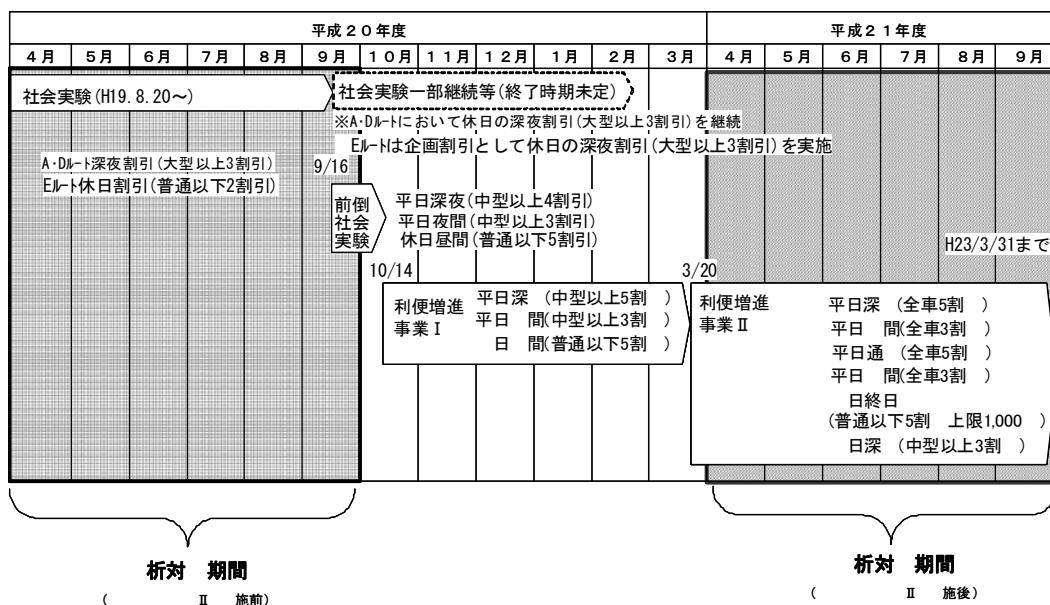 平成20年度
平成21年度
4月 5月 6月 7月 8月 9月 10月 11月 12月 1月 2月 3月 4月 5月 6月 7月 8月 9月
社会実験(H19.8.20~)
社会実験一部継続等(終了時期未定)
※A・Dルートにおいて休日の深夜割引(大型以上3割引)を継続
Eルートは企画割引として休日の深夜割引(大型以上3割引)を実施
A・Dルート深夜割引(大型以上3割引)
Eルート休日割引(普通以下2割引)
9/16
前倒
社会
実験
平日深夜(中型以上4割引)
平日夜間(中型以上3割引)
休日昼間(普通以下5割引)
H23/3/31まで
10/14
3/20
利便増進
事業Ⅰ
平日深 (中型以上5割 )
平日 間(中型以上3割 )
日 間(普通以下5割 )
利便増進
事業Ⅱ
平日深 (全車5割 )
平日 間(全車3割 )
平日通 (全車5割 )
平日 間(全車3割 )
日終日
(普通以下5割 上限1,000 )
日深 (中型以上3割 )
析対 期間
( Ⅱ 施前)
析対 期間
( Ⅱ 施後)